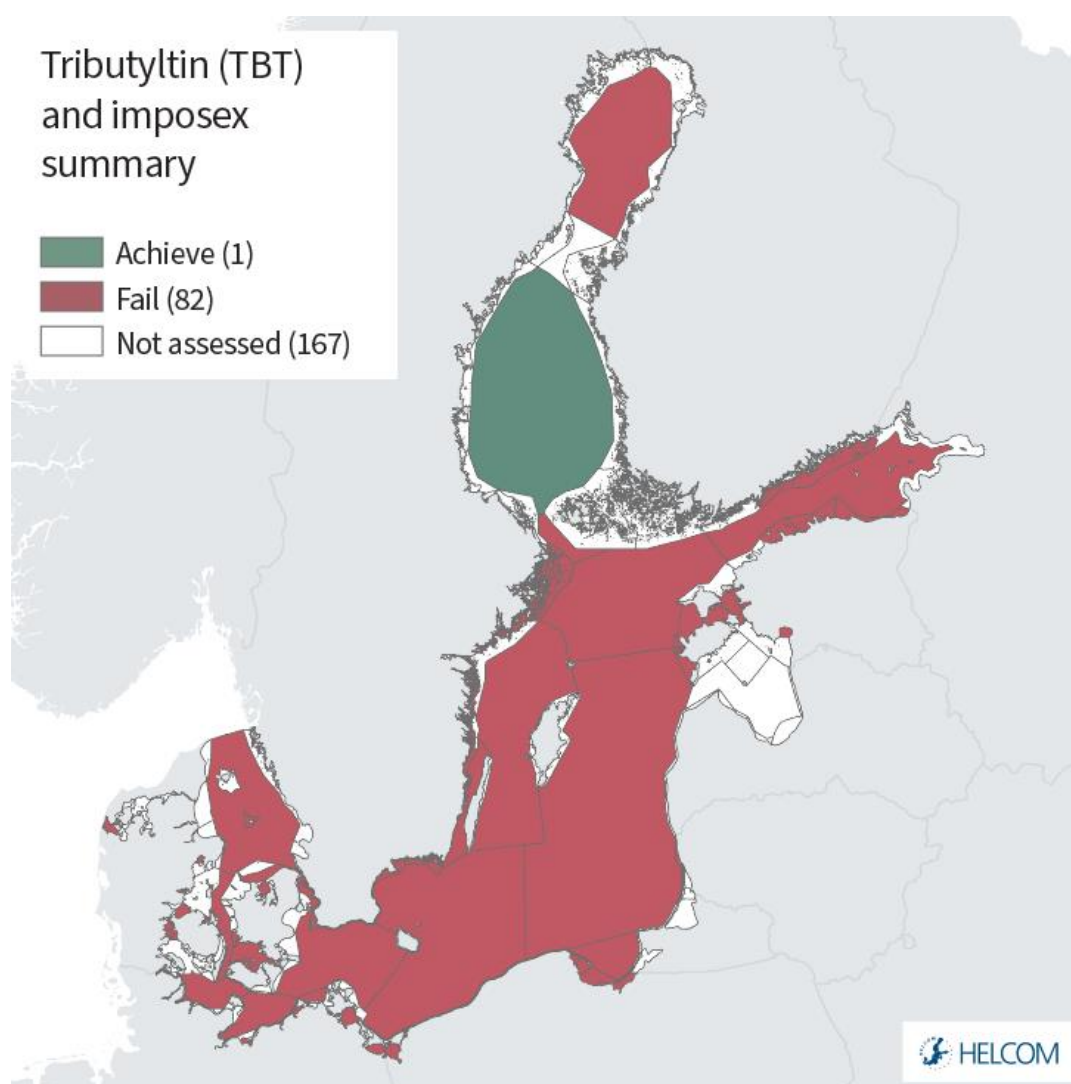 Tributyltin (TBT)
and imposex
summary
Achieve (1)
Fail (82)
Not assessed (167)
HELCOM